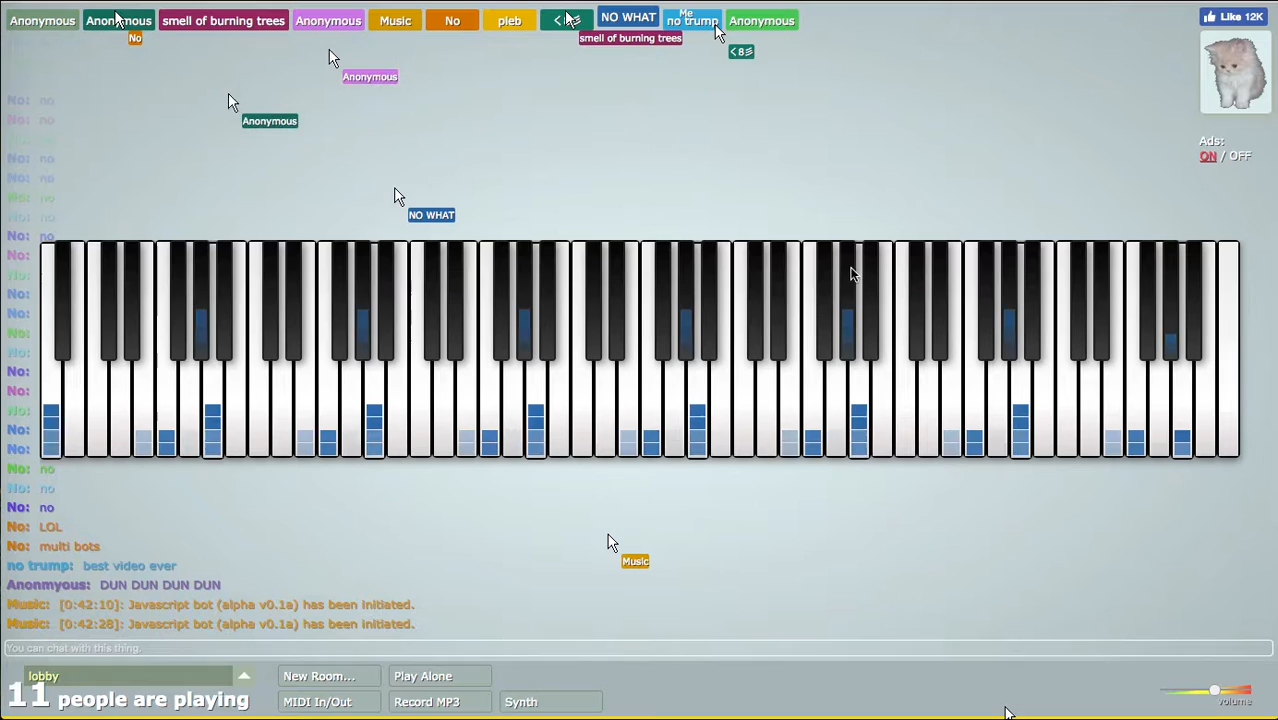 Anonymous Anonymous smell of burning trees Anonymous Music No pieb NO WHAT Me no trump Anonymous
Like 12K
No
smell of burning trees
<8≶
Anonymous
Anonymous
NO WHAT
Ads:
ON / OFF
No: no
No: no
No: no
No: no
No: no
No: no
No: no
No: no
No:
No:
No:
No:
No:
No:
No:
No:
No:
No:
No:
No: no
No: no
No: no
No: LOL
No: multi bots
no trump: best video ever
Anonmyous: DUN DUN DUN DUN
Music: [0:42:10]: Javascript bot (alpha v0.1a) has been initiated.
Music: [0:42:28]: Javascript bot (alpha v0.1a) has been initiated.
Music
You can chat with this thing.
lobby
New Room...
Play Alone
11 people are playing
MIDI In/Out
Record MP3
Synth
volume